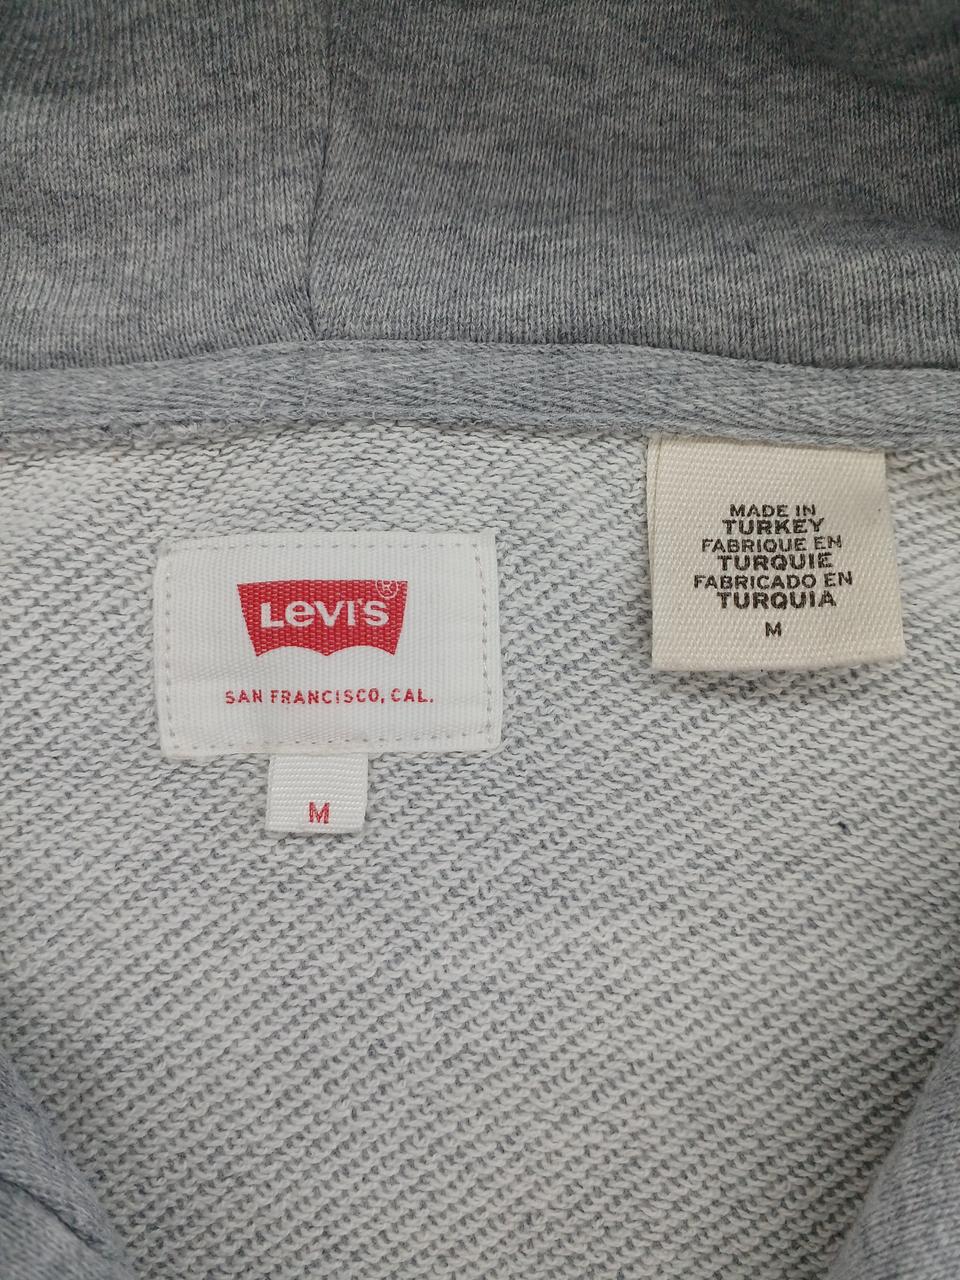 LEVI'S®
SAN FRANCISCO, CAL.
M
MADE IN
TURKEY
FABRIQUE EN
TURQUIE
FABRICADO EN
TURQUIA
M